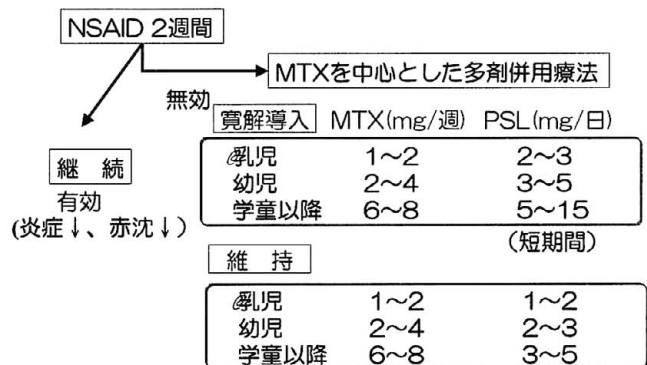 NSAID 2週間
MTXを中心とした多剤併用療法
無効
寛解導入 MTX(mg/週) PSL(mg/日)
乳児 1～2 2～3
幼児 2～4 3～5
学童以降 6～8 5～15
(短期間)
継 続
有効
(炎症↓、赤沈↓)
維 持
乳児 1～2 1～2
幼児 2～4 2～3
学童以降 6～8 3～5